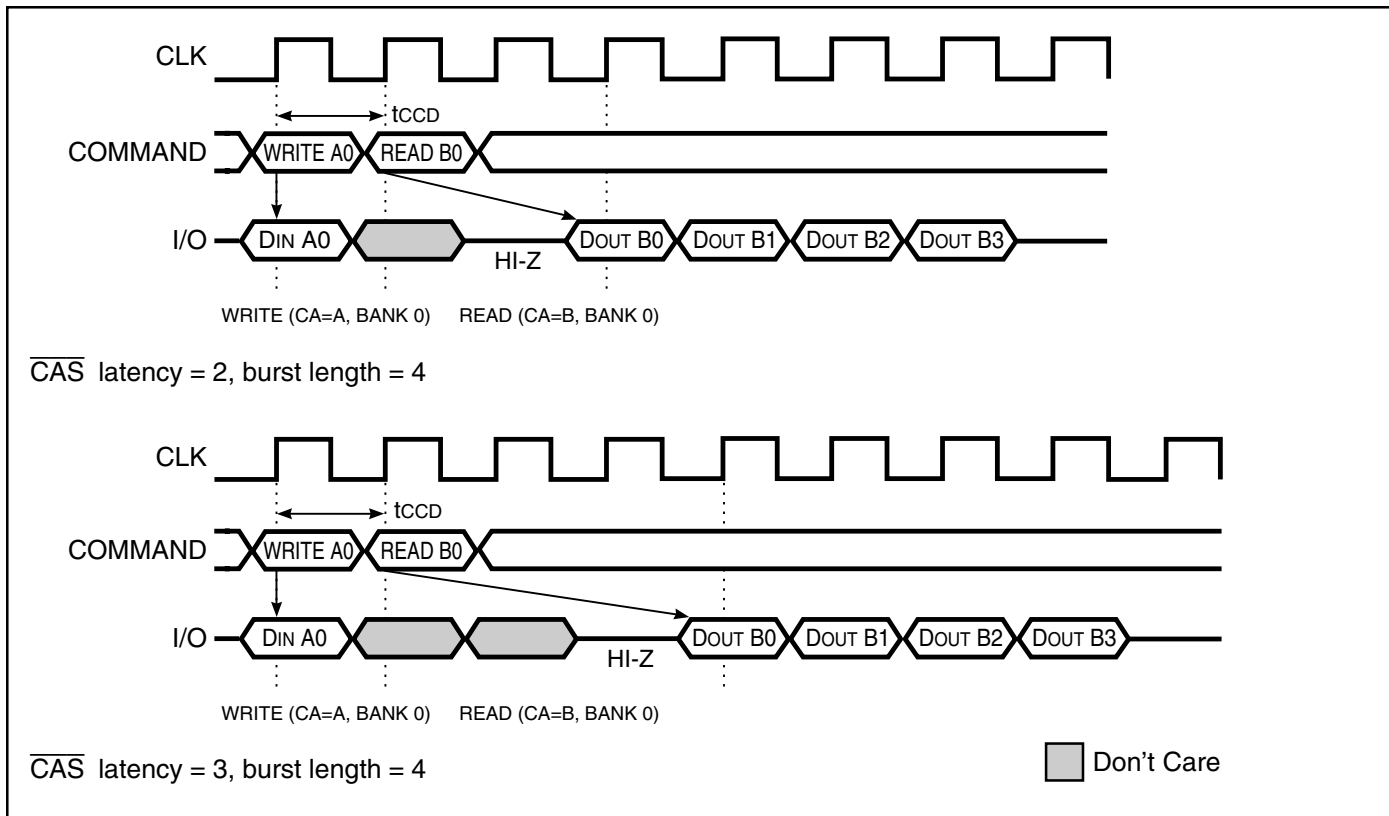 CLK
tCCD
COMMAND WRITE A0 READ B0
I/O DIN A0 DOUT B0 DOUT B1 DOUT B2 DOUT B3
HI-Z
WRITE (CA=A, BANK 0) READ (CA=B, BANK 0)
CAS latency = 2, burst length = 4
CLK
tCCD
COMMAND WRITE A0 READ B0
I/O DIN A0 DOUT B0 DOUT B1 DOUT B2 DOUT B3
HI-Z
WRITE (CA=A, BANK 0) READ (CA=B, BANK 0)
CAS latency = 3, burst length = 4
Don't Care